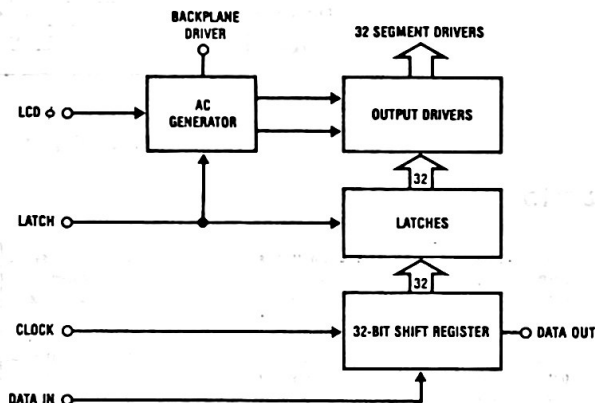 BACKPLANE
DRIVER
32 SEGMENT DRIVERS
LCD ϕ
AC
GENERATOR
OUTPUT DRIVERS
32
LATCH
LATCHES
32
CLOCK
32-BIT SHIFT REGISTER
DATA OUT
DATA IN